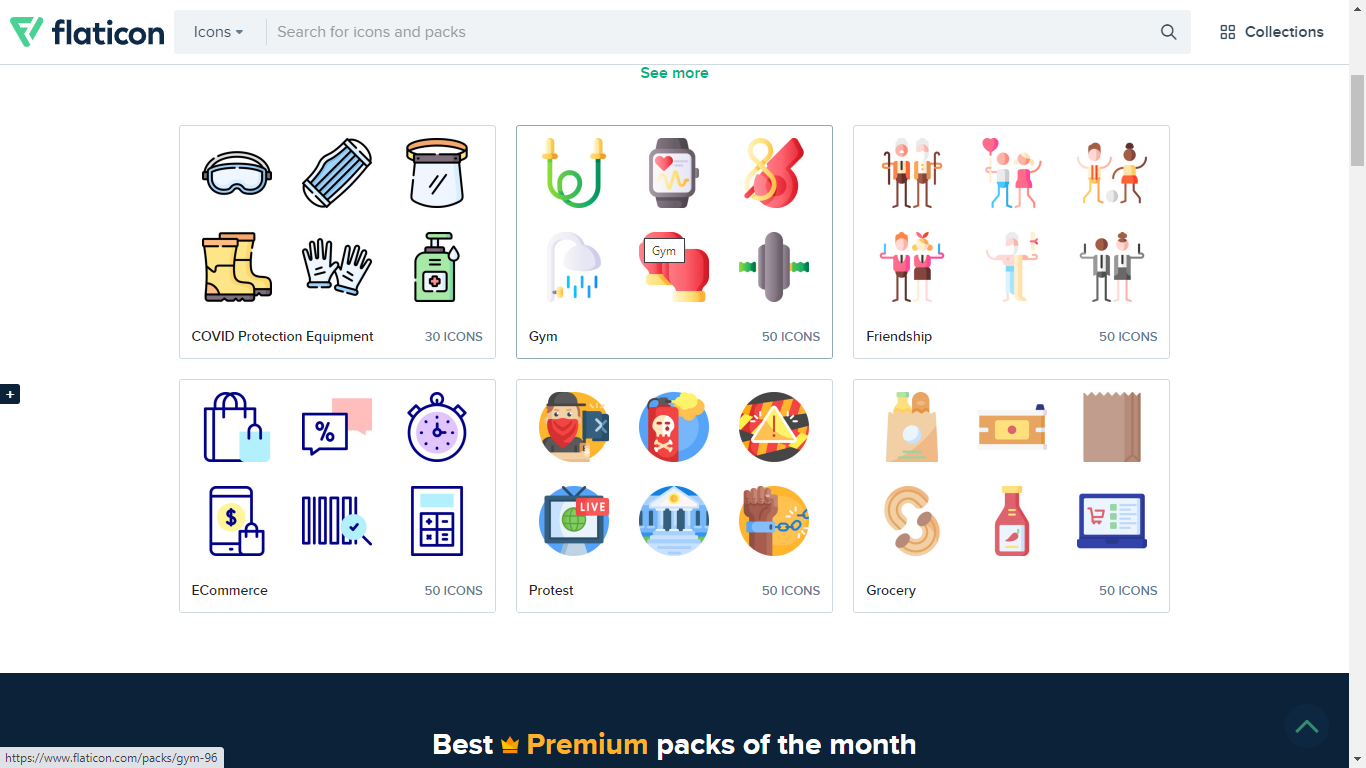 flaticon
Icons
Search for icons and packs
Collections
See more
Gym
COVID Protection Equipment
30 ICONS
Gym
50 ICONS
Friendship
50 ICONS
%
$
LIVE
ECommerce
50 ICONS
Protest
50 ICONS
Grocery
50 ICONS
+
Best Premium packs of the month
https://www.flaticon.com/packs/gym-96